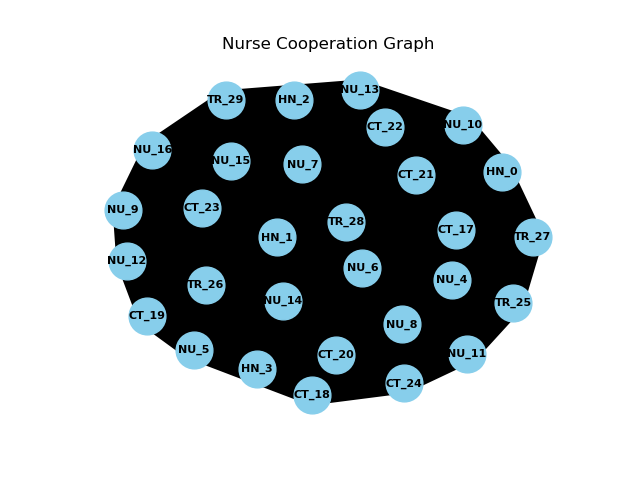 Nurse Cooperation Graph
NU_13
TR_29
HN_2
NU_10
CT_22
NU_16
NU_15
NU_7
HN_0
CT_21
CT_23
NU_9
TR_28
CT_17
HN_1
TR_27
NU_12
NU_6
NU_4
TR_26
NU_14
TR_25
CT_19
NU_8
NU_5
CT_20
NU_11
HN_3
CT_24
CT_18